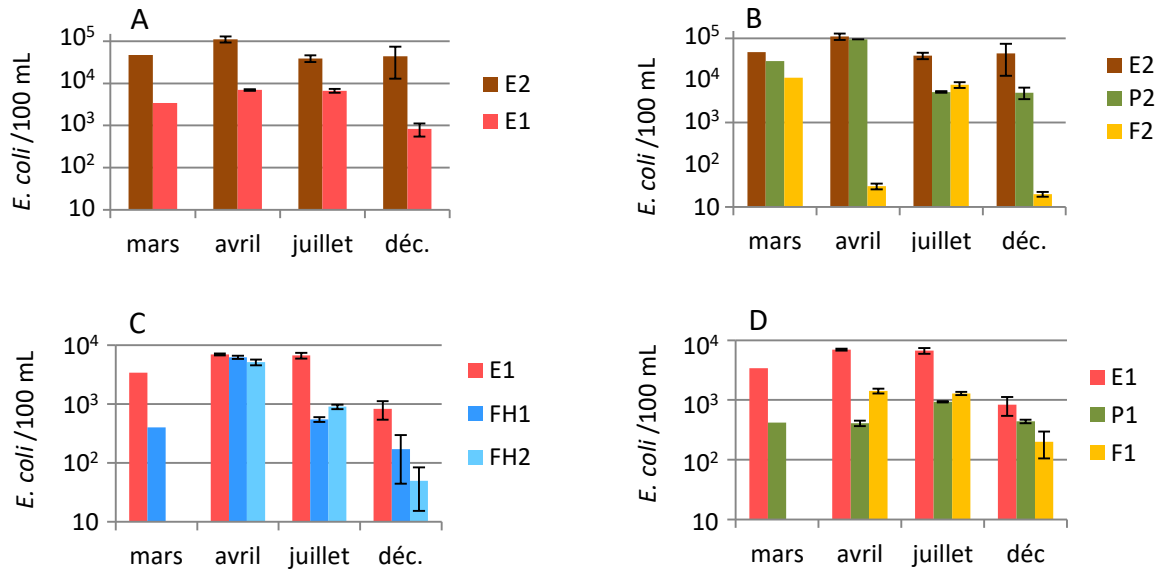 A
E. coli /100 mL
10⁵
10⁴
10³
10²
10
mars avril juillet déc.
E2
E1
B
E. coli /100 mL
10⁵
10⁴
10³
10²
10
mars avril juillet déc.
E2
P2
F2
C
E. coli /100 mL
10⁴
10³
10²
10
mars avril juillet déc.
E1
FH1
FH2
D
E. coli /100 mL
10⁴
10³
10²
10
mars avril juillet déc
E1
P1
F1